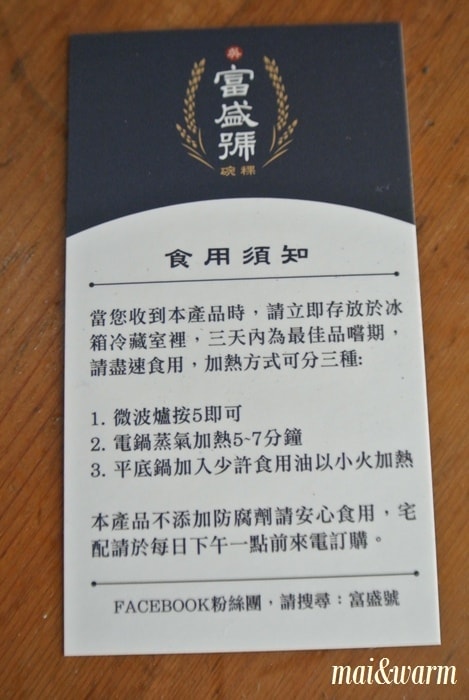 富盛號
碗粿
食用須知
當您收到本產品時，請立即存放於冰
箱冷藏室裡，三天內為最佳品嚐期，
請盡速食用，加熱方式可分三種:
1. 微波爐按5即可
2. 電鍋蒸氣加熱5~7分鐘
3. 平底鍋加入少許食用油以小火加熱
本產品不添加防腐劑請安心食用，宅
配請於每日下午一點前來電訂購。
FACEBOOK粉絲團，請搜尋：富盛號
mai&warm